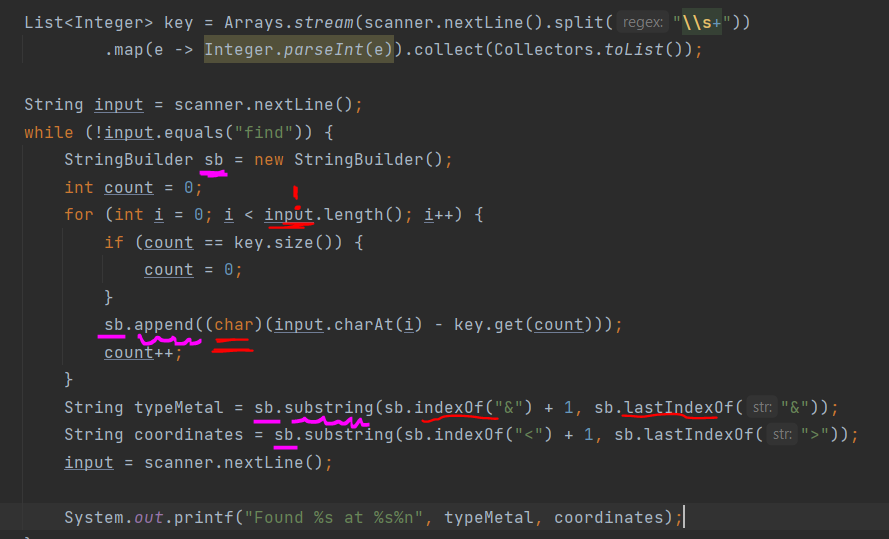 List<Integer> key = Arrays.stream(scanner.nextLine().split( regex: "\\s+"))
.map(e -> Integer.parseInt(e)).collect(Collectors.toList());
String input = scanner.nextLine();
while (!input.equals("find")) {
StringBuilder sb = new StringBuilder();
int count = 0;
for (int i = 0; i < input.length(); i++) {
if (count == key.size()) {
count = 0;
}
sb.append((char)(input.charAt(i) - key.get(count)));
count++;
}
String typeMetal = sb.substring(sb.indexOf("&") + 1, sb.lastIndexOf( str: "&"));
String coordinates = sb.substring(sb.indexOf("<") + 1, sb.lastIndexOf( str: ">"));
input = scanner.nextLine();
System.out.printf("Found %s at %s%n", typeMetal, coordinates);